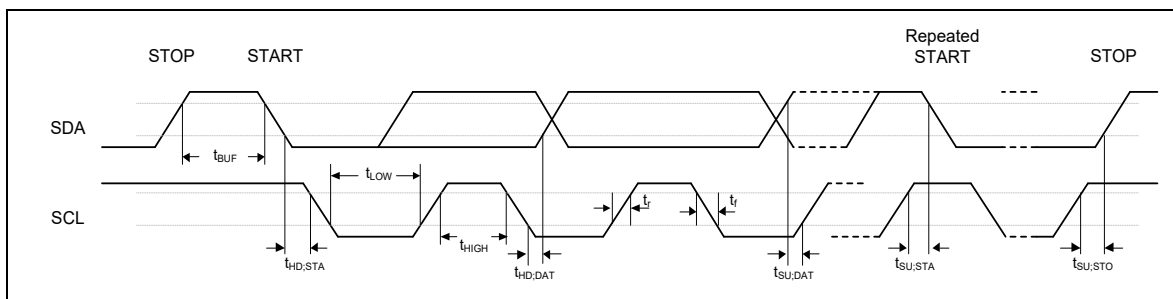 Repeated
STOP START START STOP
SDA
tBUF
tLOW
SCL
tr tf
tHIGH
tHD;STA tHD;DAT tSU;DAT tSU;STA tSU;STO